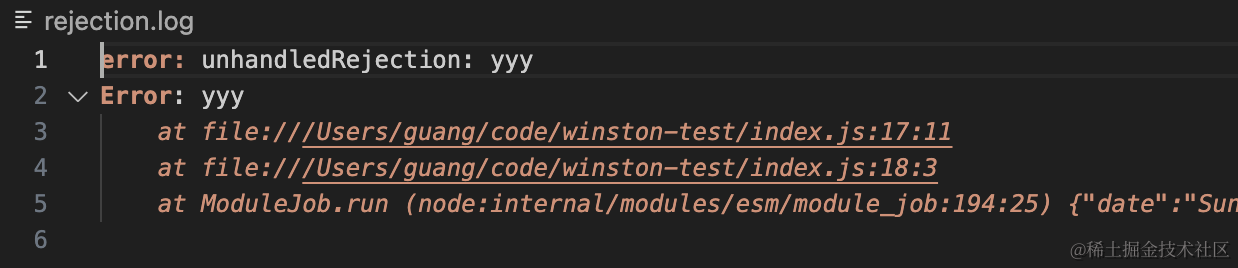 rejection.log
1 error: unhandledRejection: yyy
2 Error: yyy
3 at file:///Users/guang/code/winston-test/index.js:17:11
4 at file:///Users/guang/code/winston-test/index.js:18:3
5 at ModuleJob.run (node:internal/modules/esm/module_job:194:25) {"date":"Sun
6
@稀土掘金技术社区